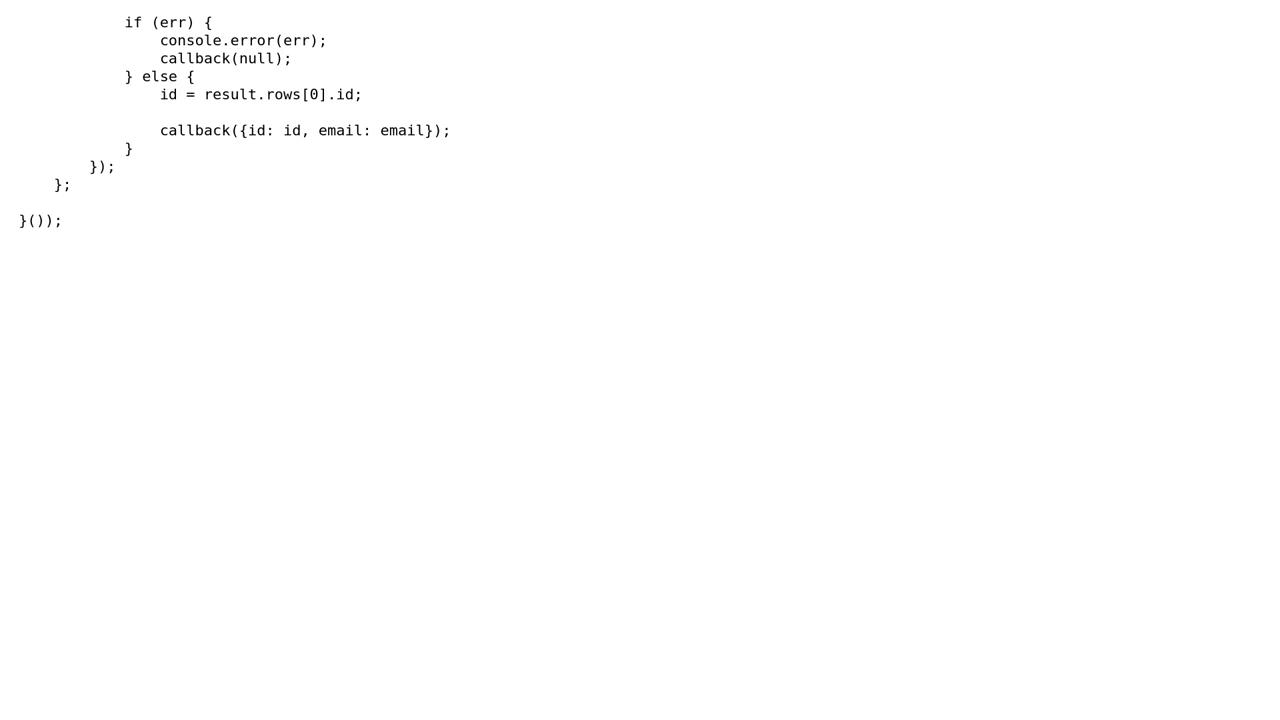 if (err) {
                console.error(err);
                callback(null);
            } else {
                id = result.rows[0].id;

                callback({id: id, email: email});
            }
        });
    };

}());